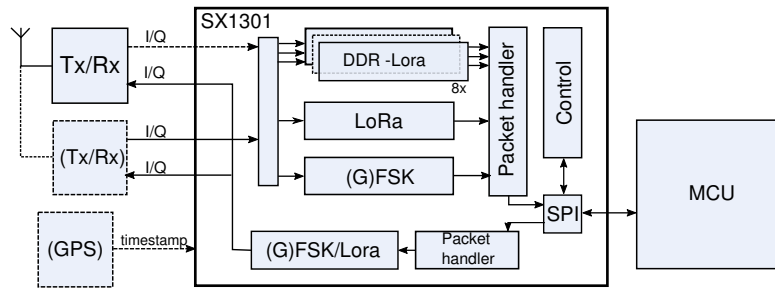 SX1301
I/Q
Tx/Rx
I/Q
DDR -Lora
8x
Packet handler
Control
LoRa
I/Q
(Tx/Rx)
I/Q
(G)FSK
MCU
SPI
(GPS)
timestamp
(G)FSK/Lora
Packet
handler